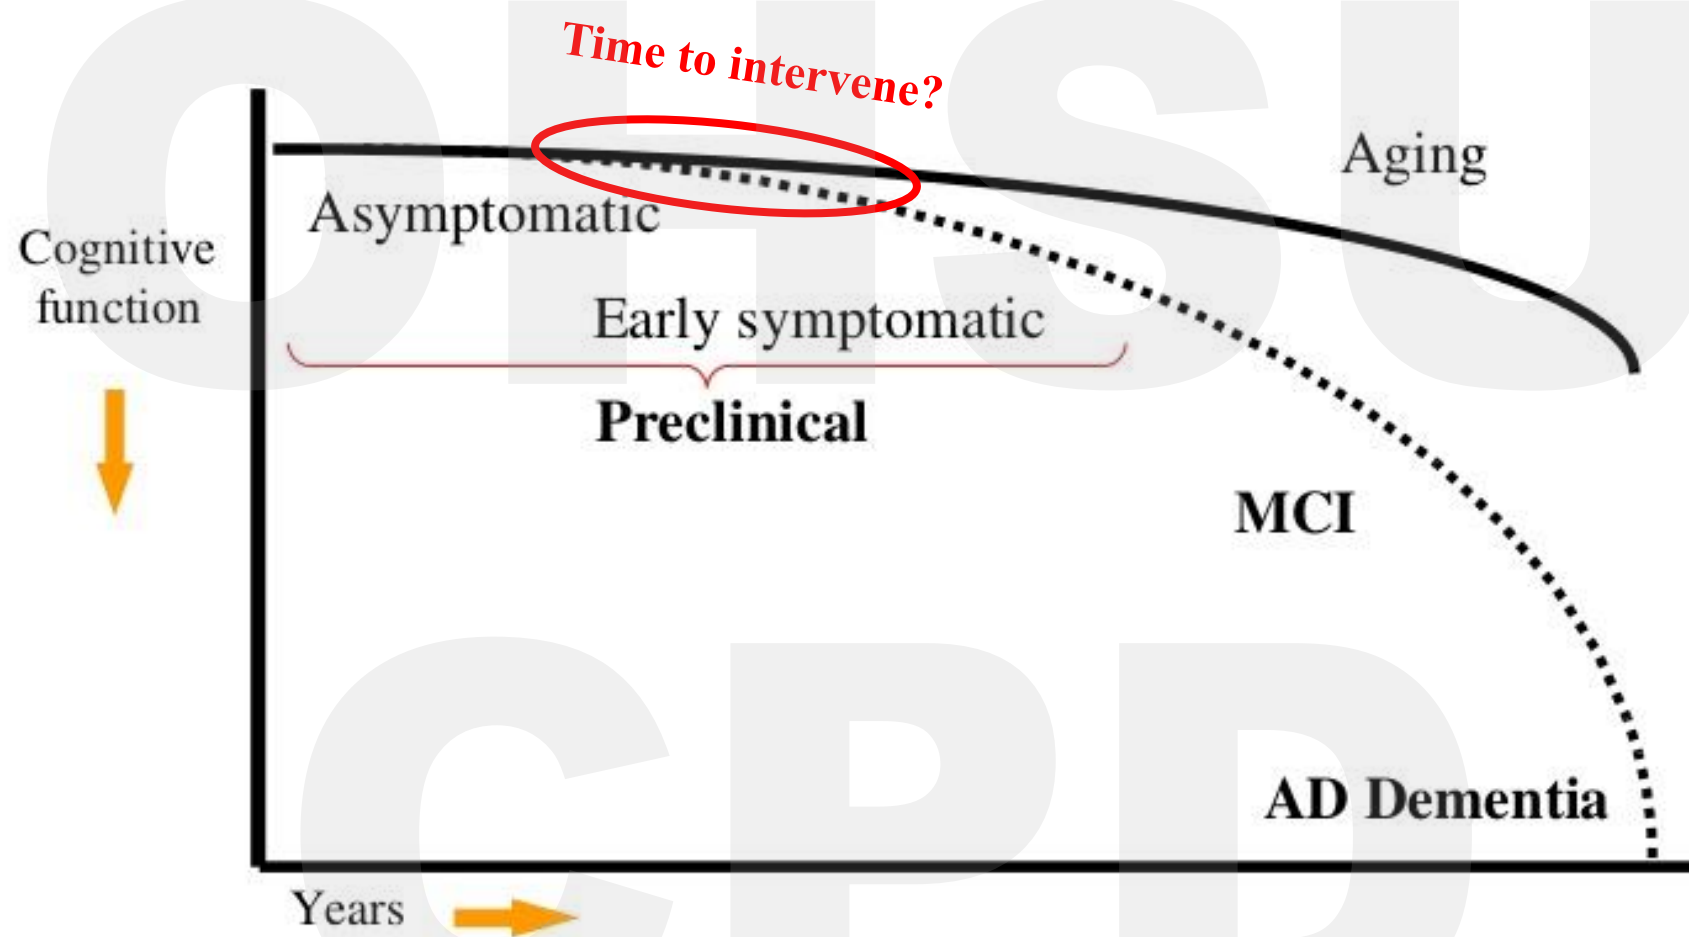 Time to intervene?
Aging
Asymptomatic
Cognitive
function
Early symptomatic
Preclinical
MCI
AD Dementia
Years
OHSU
CPD